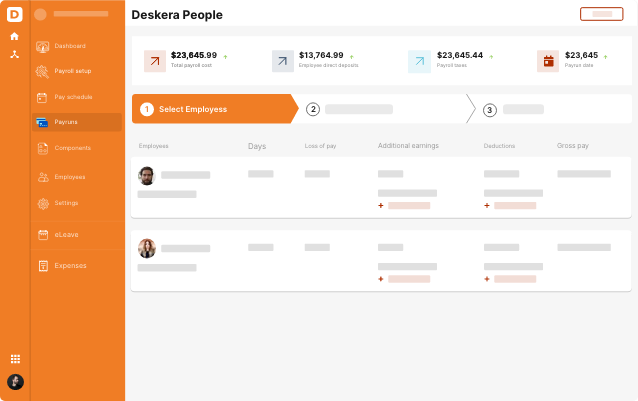 D
Deskera People
Dashboard
Payroll setup
Pay schedule
Payruns
Components
Employees
Settings
eLeave
Expenses
$23,645.99
Total payroll cost
$13,764.99
Employee direct deposits
$23,645.44
Payroll taxes
$23,645
Payrun date
1 Select Employess
2
3
Employees Days Loss of pay Additional earnings Deductions Gross pay
+ +
+ +